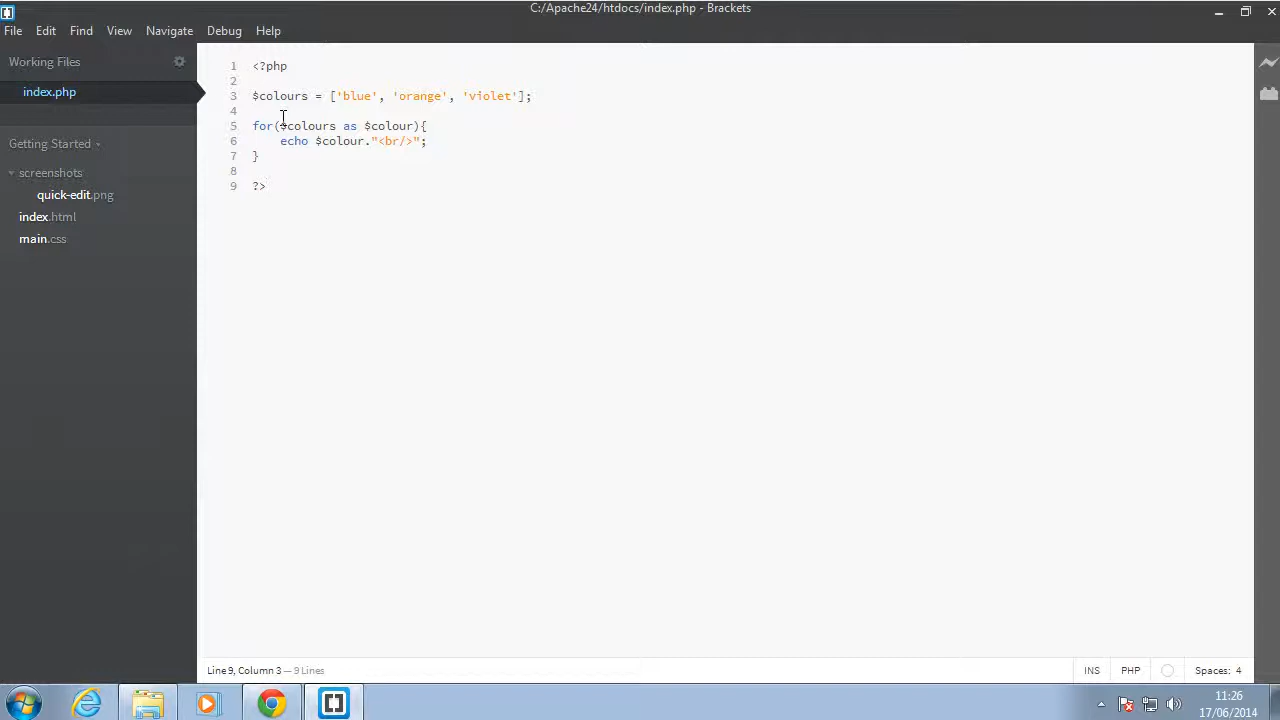 C:/Apache24/htdocs/index.php - Brackets
File Edit Find View Navigate Debug Help
Working Files
index.php
Getting Started
screenshots
quick-edit.png
index.html
main.css
1 <?php
2
3 $colours = ['blue', 'orange', 'violet'];
4
5 for($colours as $colour){
6 echo $colour."<br/>";
7 }
8
9 ?>
Line 9, Column 3 — 9 Lines
INS PHP Spaces: 4
11:26
17/06/2014